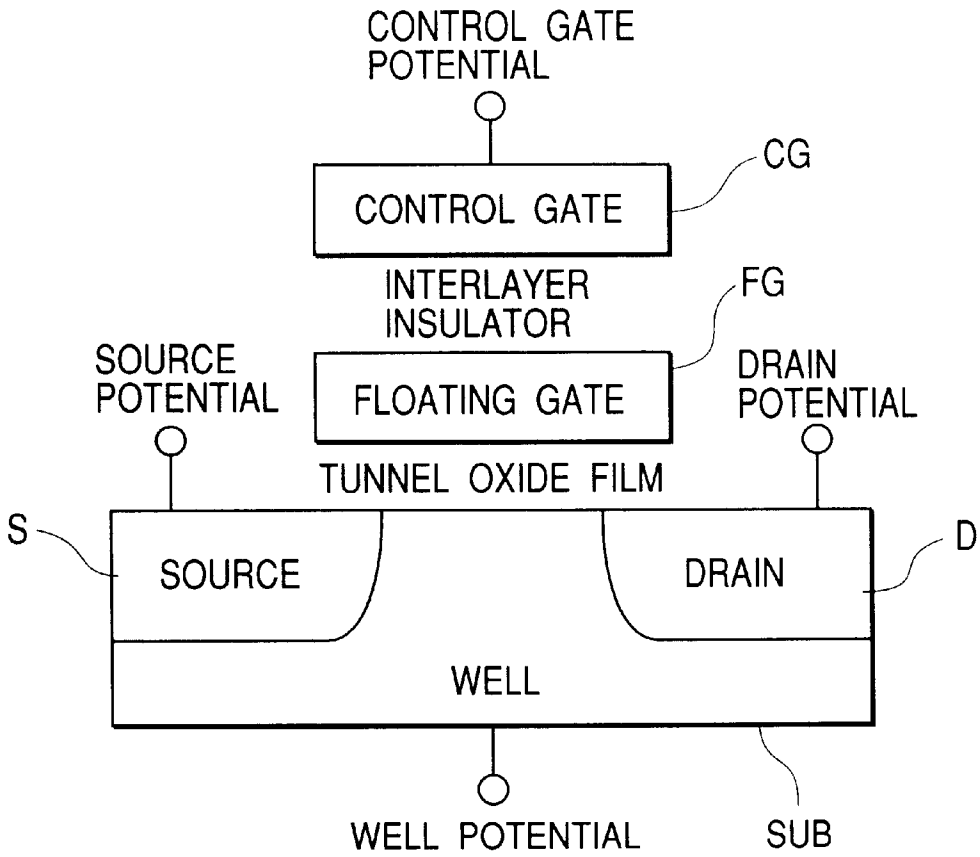 CONTROL GATE
POTENTIAL
CG
CONTROL GATE
INTERLAYER
INSULATOR
FG
SOURCE
POTENTIAL
FLOATING GATE
DRAIN
POTENTIAL
TUNNEL OXIDE FILM
S
SOURCE
DRAIN
D
WELL
WELL POTENTIAL
SUB